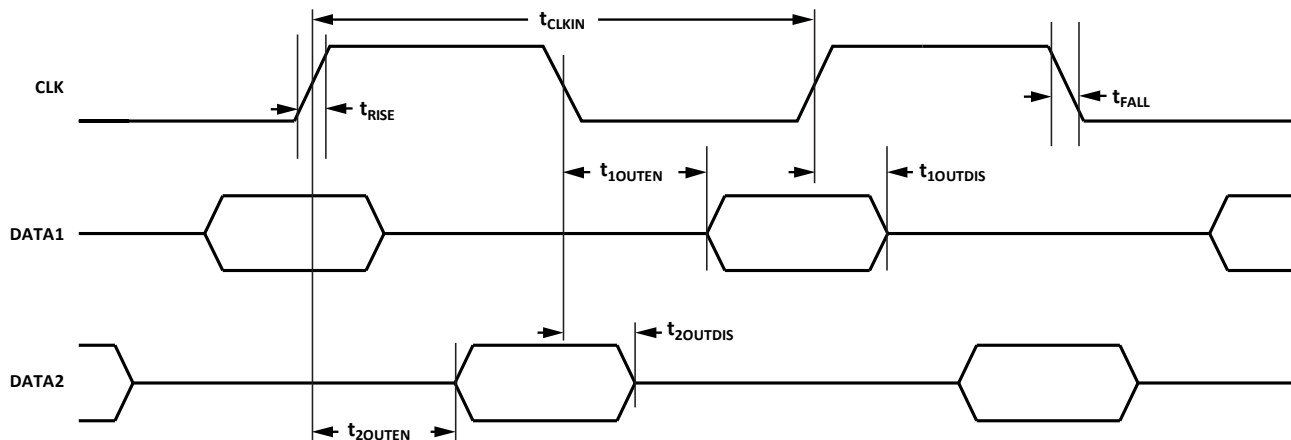 tCLKIN
CLK
tRISE
tFALL
t1OUTEN
t1OUTDIS
DATA1
t2OUTDIS
DATA2
t2OUTEN